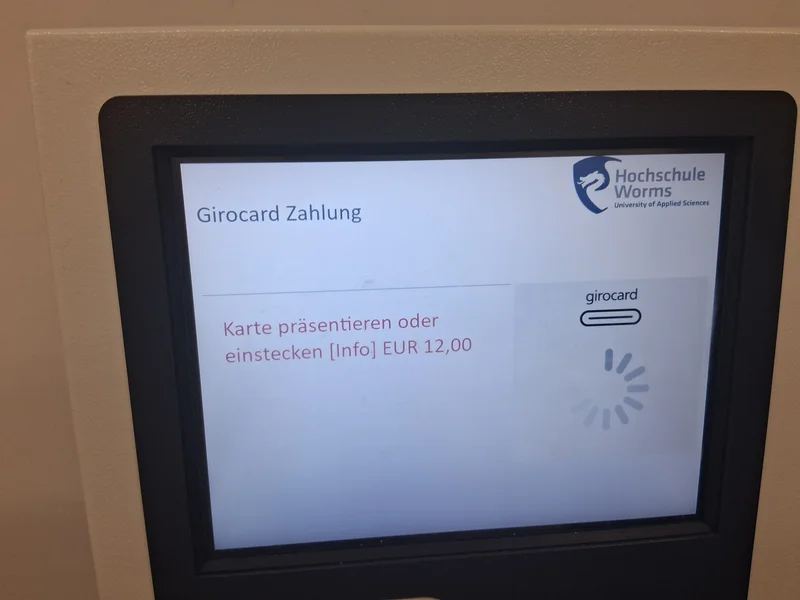 Hochschule
Worms
University of Applied Sciences
Girocard Zahlung
girocard
Karte präsentieren oder
einstecken [Info] EUR 12,00